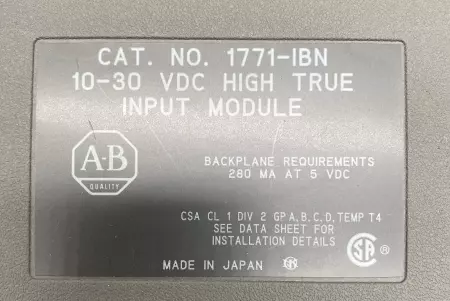 CAT. NO. 1771-IBN
10-30 VDC HIGH TRUE
INPUT MODULE
A-B
QUALITY
BACKPLANE REQUIREMENTS
280 MA AT 5 VDC
CSA CL 1 DIV 2 GP A, B, C, D, TEMP T4
SEE DATA SHEET FOR
INSTALLATION DETAILS
MADE IN JAPAN
SA ®